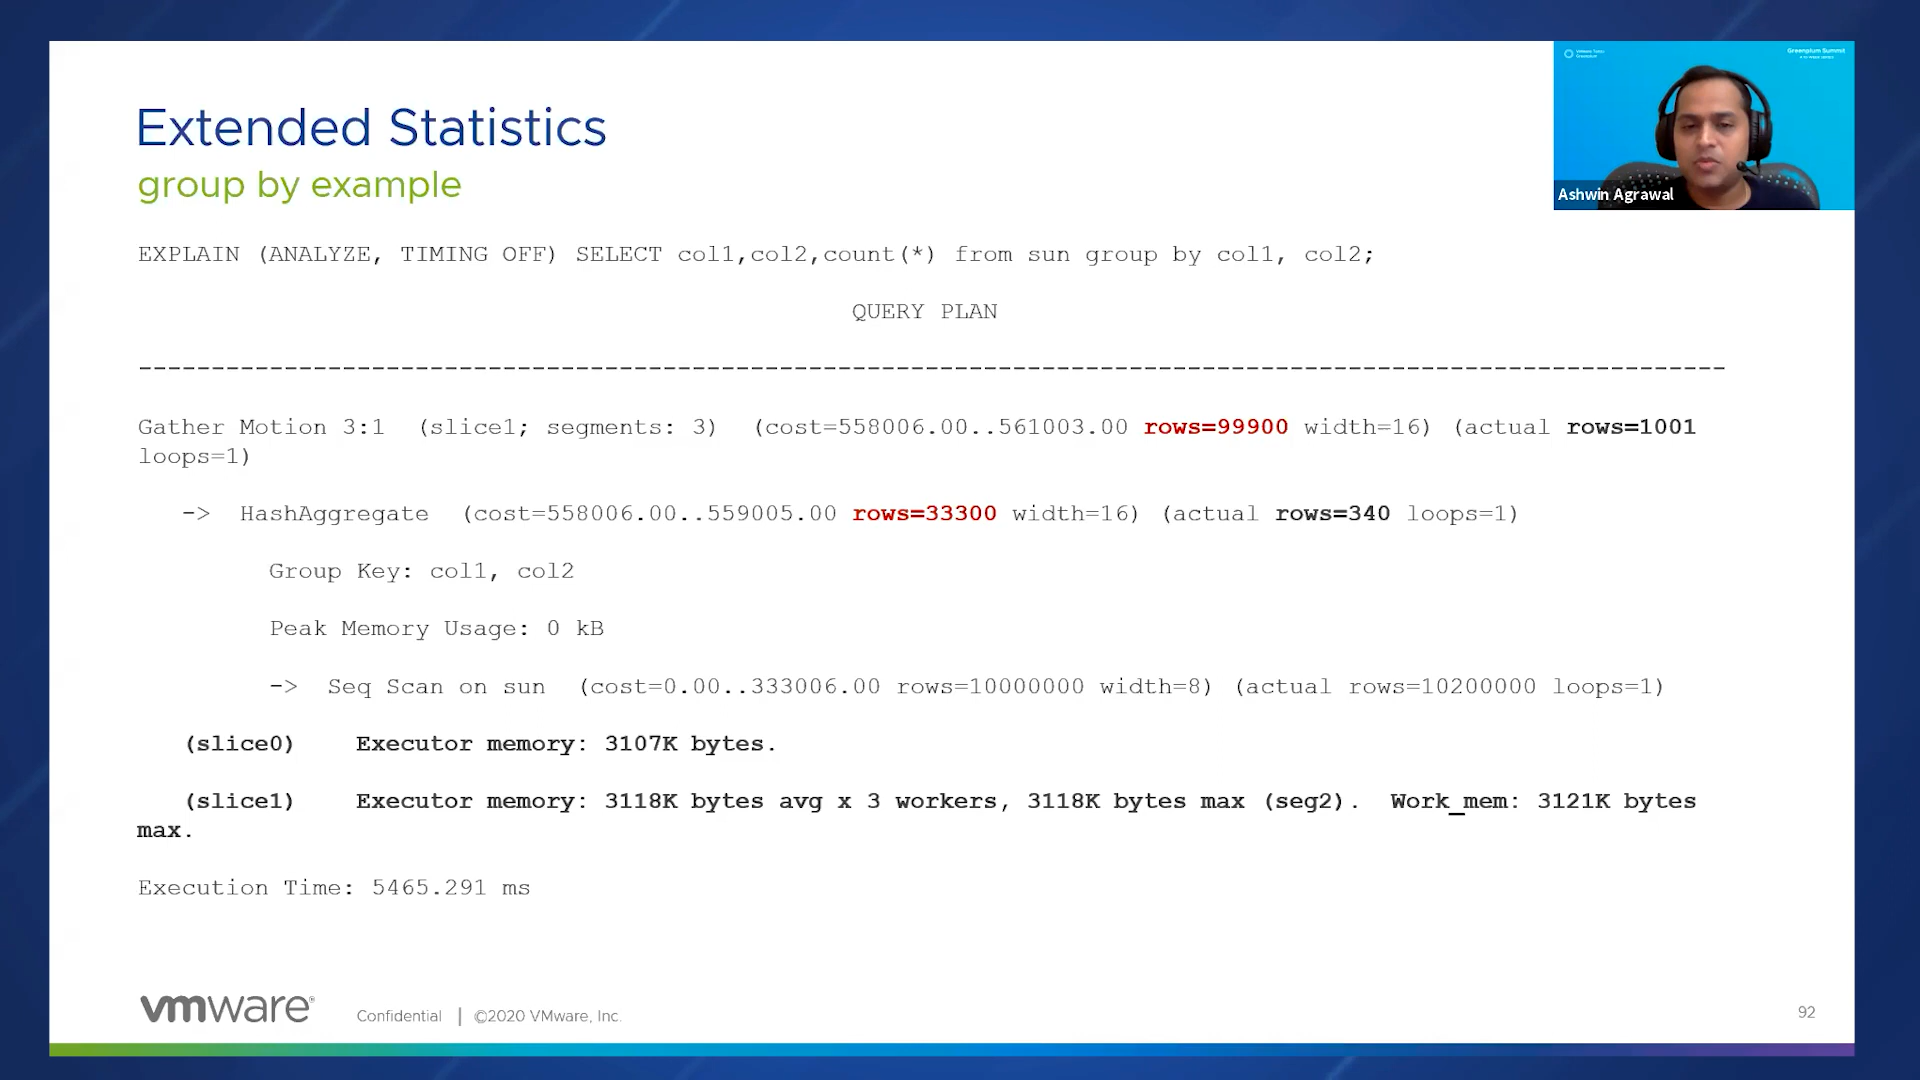 Greenplum Summit
Ashwin Agrawal
Extended Statistics
group by example
EXPLAIN (ANALYZE, TIMING OFF) SELECT col1,col2,count(*) from sun group by col1, col2;
QUERY PLAN
-------------------------------------------------------------------------------------------------------------
Gather Motion 3:1 (slice1; segments: 3) (cost=558006.00..561003.00 rows=99900 width=16) (actual rows=1001
loops=1)
-> HashAggregate (cost=558006.00..559005.00 rows=33300 width=16) (actual rows=340 loops=1)
Group Key: col1, col2
Peak Memory Usage: 0 kB
-> Seq Scan on sun (cost=0.00..333006.00 rows=10000000 width=8) (actual rows=10200000 loops=1)
(slice0) Executor memory: 3107K bytes.
(slice1) Executor memory: 3118K bytes avg x 3 workers, 3118K bytes max (seg2). Work_mem: 3121K bytes
max.
Execution Time: 5465.291 ms
vmware® Confidential | ©2020 VMware, Inc. 92